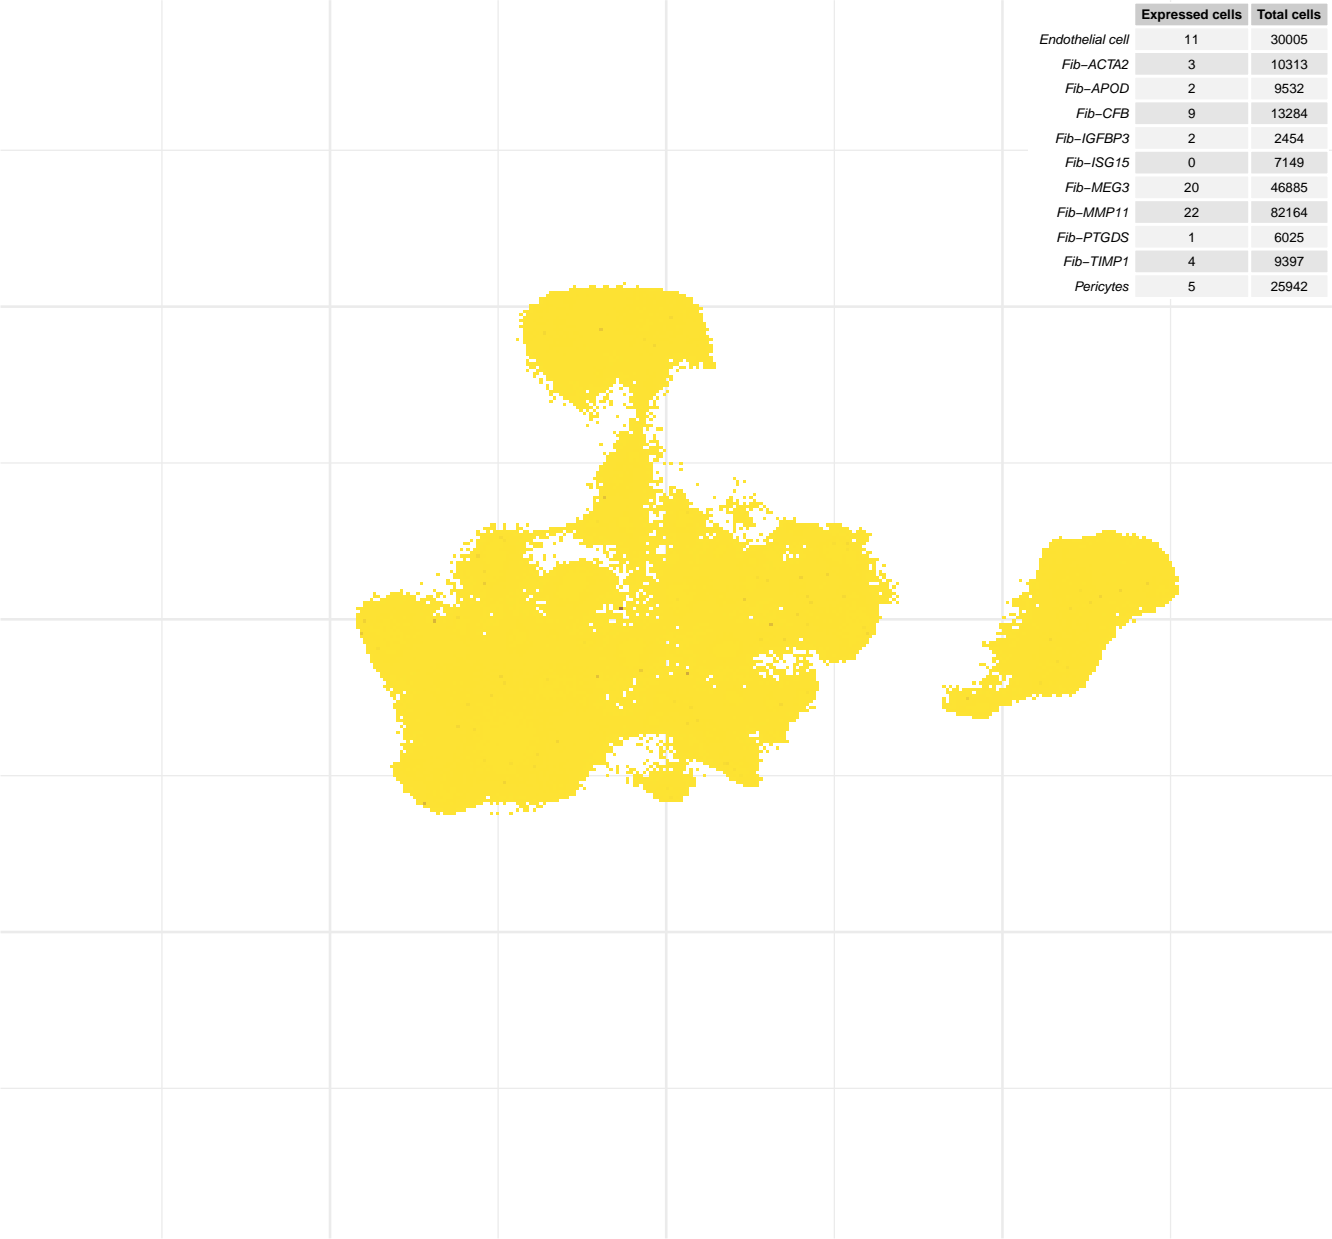 Expressed cells Total cells
Endothelial cell 11 30005
Fib−ACTA2 3 10313
Fib−APOD 2 9532
Fib−CFB 9 13284
Fib−IGFBP3 2 2454
Fib−ISG15 0 7149
Fib−MEG3 20 46885
Fib−MMP11 22 82164
Fib−PTGDS 1 6025
Fib−TIMP1 4 9397
Pericytes 5 25942